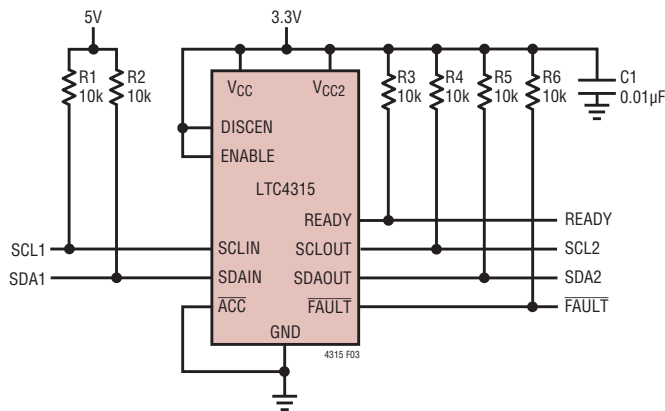 5V
3.3V
R1
10k
R2
10k
VCC
VCC2
R3
10k
R4
10k
R5
10k
R6
10k
C1
0.01µF
DISCEN
ENABLE
LTC4315
READY
READY
SCL1
SCLIN
SCLOUT
SCL2
SDA1
SDAIN
SDAOUT
SDA2
ACC
FAULT
FAULT
GND
4315 F03